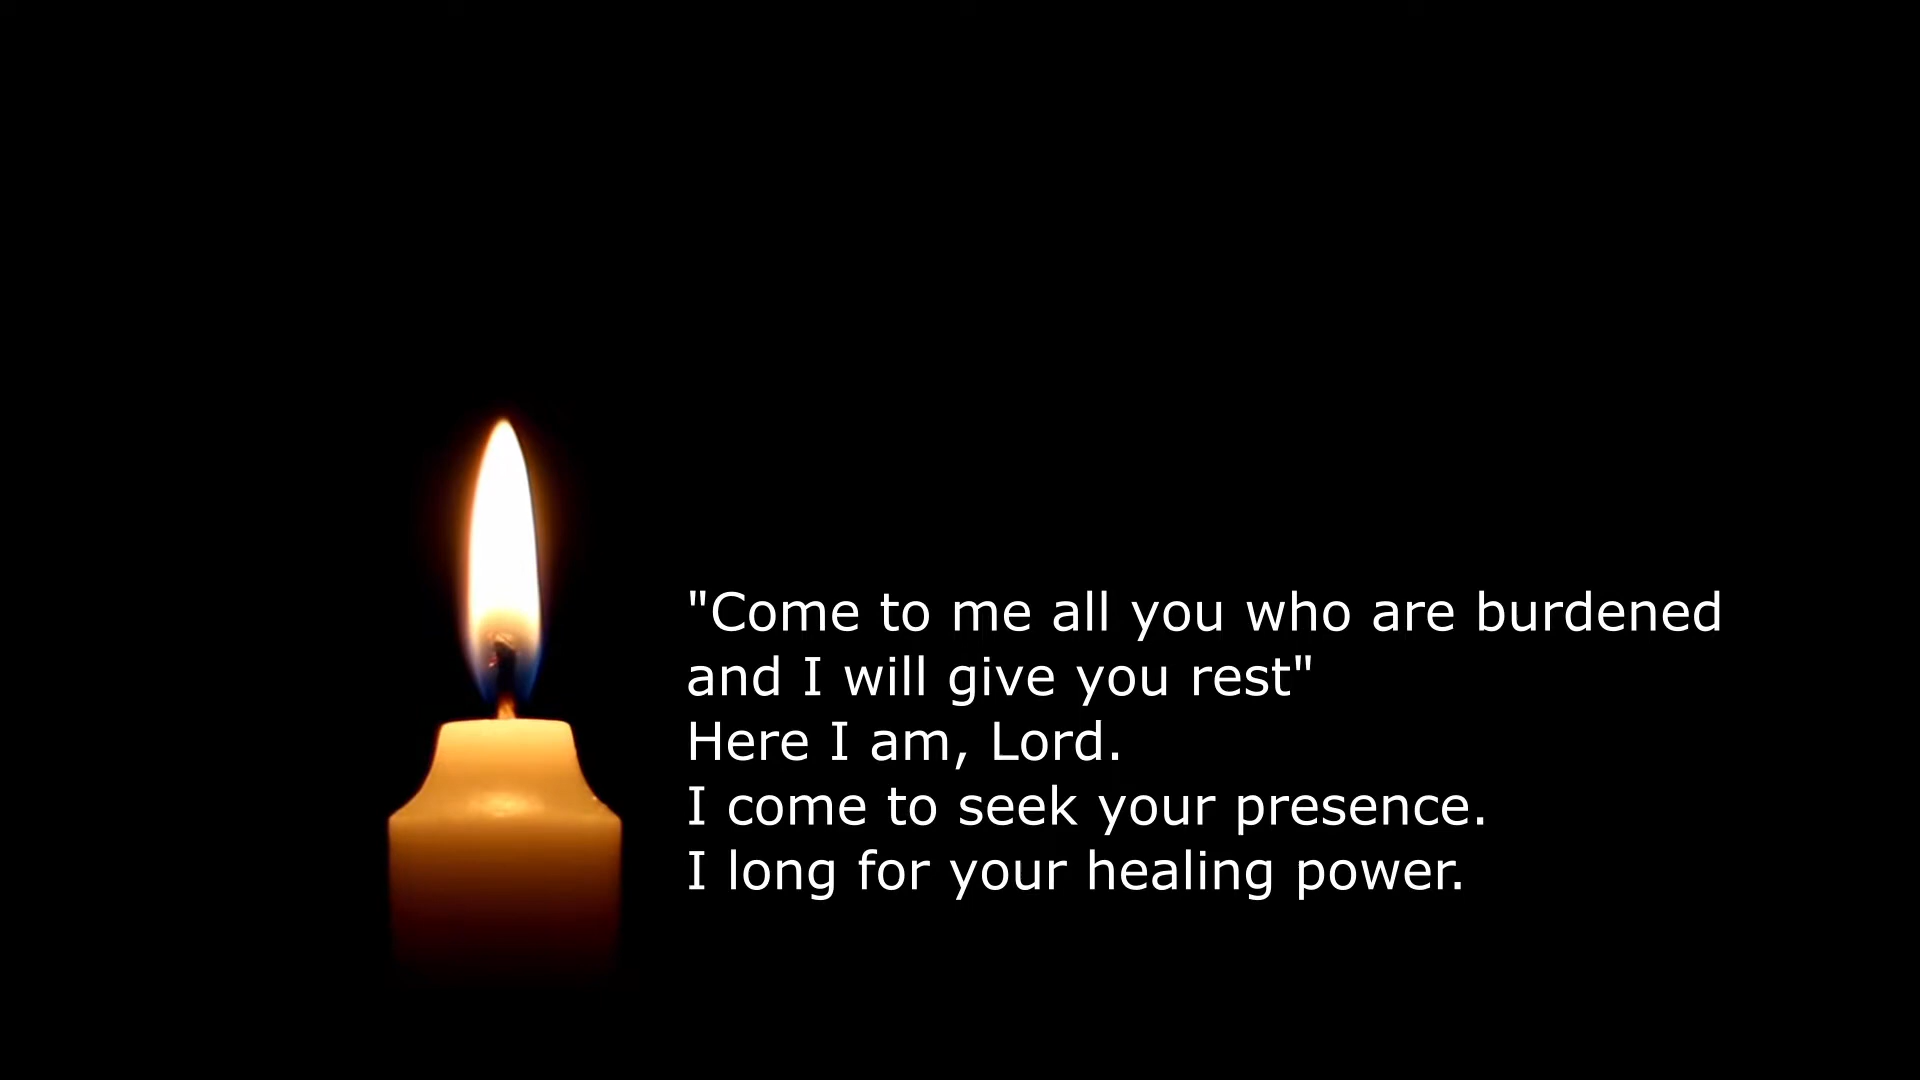 "Come to me all you who are burdened
and I will give you rest"
Here I am, Lord.
I come to seek your presence.
I long for your healing power.